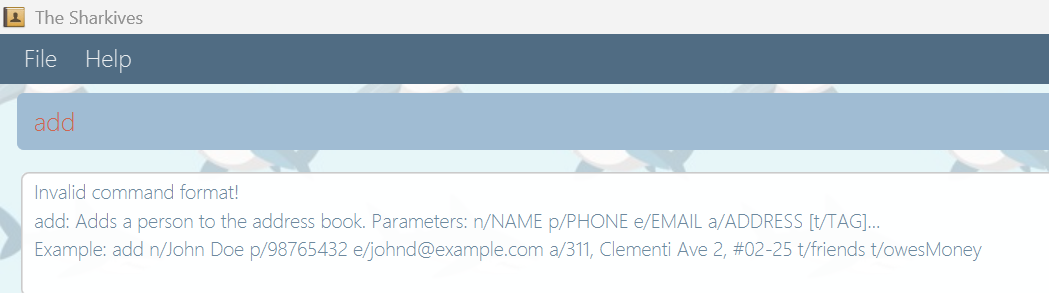 The Sharkives
File Help
add
Invalid command format!
add: Adds a person to the address book. Parameters: n/NAME p/PHONE e/EMAIL a/ADDRESS [t/TAG]...
Example: add n/John Doe p/98765432 e/johnd@example.com a/311, Clementi Ave 2, #02-25 t/friends t/owesMoney